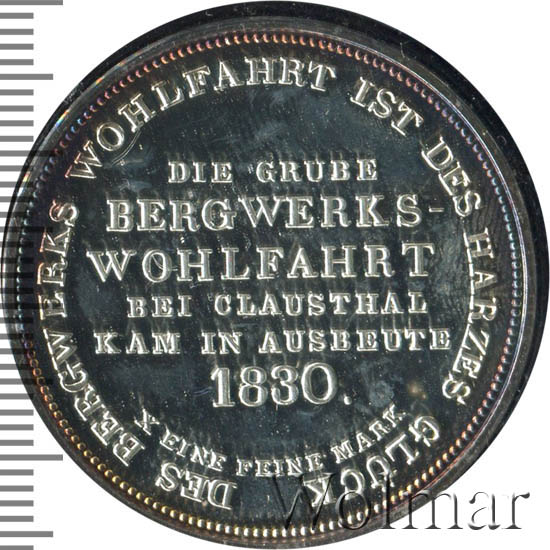 DES BERGWERKS WOHLFAHRT IST DES HARZES GLÜCK
DIE GRUBE
BERGWERKS-
WOHLFAHRT
BEI CLAUSTHAL
KAM IN AUSBEUTE
1830.
X EINE FEINE MARK
Wolmar